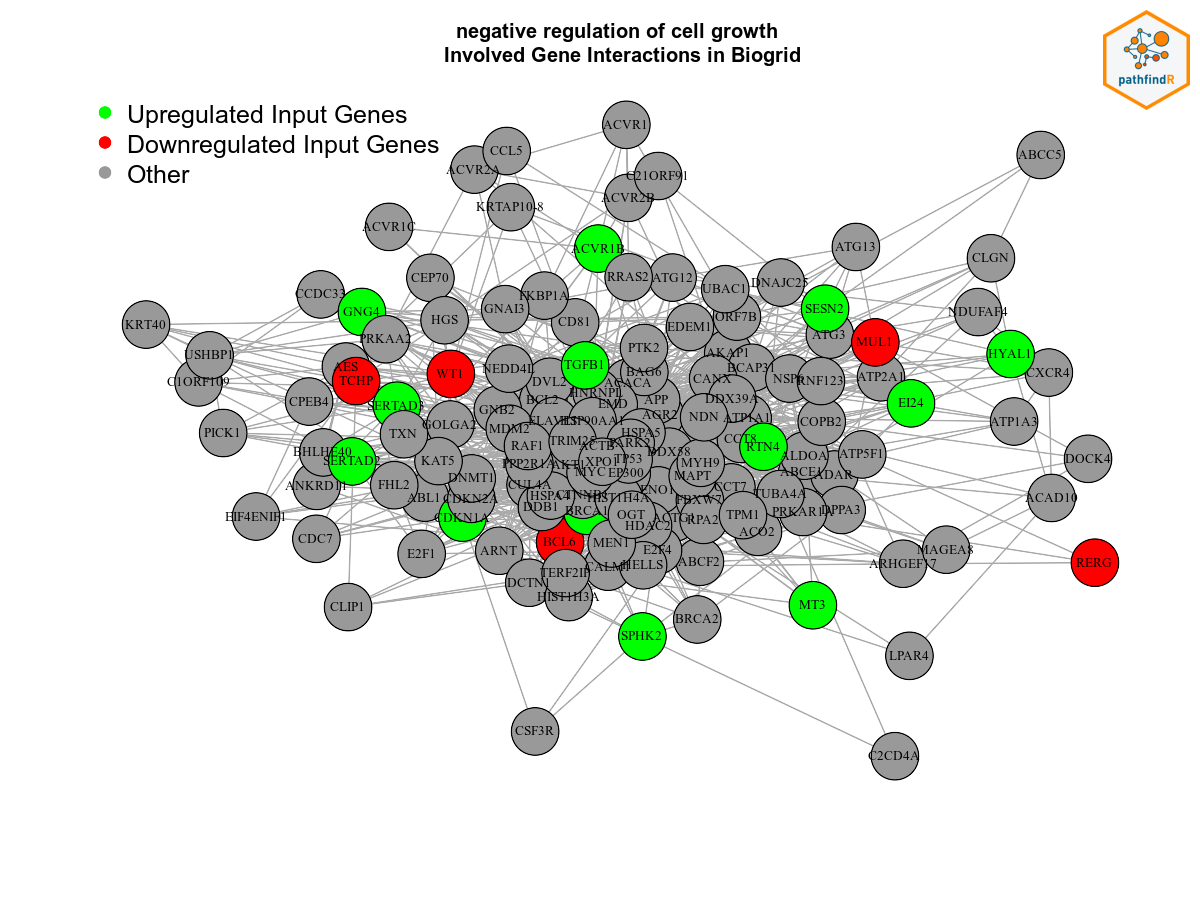 negative regulation of cell growth
Involved Gene Interactions in Biogrid
pathfindR
Upregulated Input Genes
Downregulated Input Genes
Other
ACVR1
CCL5
ABCC5
ACVR2A
C21ORF91
ACVR2B
KRTAP10-8
ACVR1C
ACVR1B
ATG13
CLGN
CEP70
RRAS2
ATG12
DNAJC25
UBAC1
CCDC33
FKBP1A
GNG4
GNAI3
SESN2
NDUFAF4
KRT40
HGS
CD81
ORF7B
EDEM1
PRKAA2
ATG3
MUL1
PTK2
USHBP1
AKAP1
HYAL1
TGFB1
AES
NEDD4L
BCAP31
BAG6
CXCR4
WT1
TCHP
C1ORF109
DVL2
ACACA
CANX
NSP8
RNF123
ATP2A1
HNRNPL
BCL2
APP
DDX39A
CPEB4
SERTAD3
EMD
EI24
GNB2
AGR2
NDN
ATP1A1
COPB2
ATP1A3
ELAVL1
HSP90AA1
GOLGA2
MDM2
PICK1
TXN
HSPA5
CCT8
RAF1
TRIM25
ACTB
PARK2
RTN4
BHLHE40
DDX58
ALDOA
ATP5F1
DOCK4
SERTAD2
KAT5
PPP2R1A
AKT1
XPO1
TP53
MYH9
MYC
EP300
MAPT
ABCE1
ADAR
ANKRD11
FHL2
DNMT1
CUL4A
CCT7
ENO1
ABL1
CDKN2A
HSPA4
CTNNB1
HIST1H4A
FBXW7
TUBA4A
ACAD10
DDB1
BRCA1
OGT
TPM1
PRKAR1A
DPPA3
EIF4ENIF1
CDKN1A
HDAC2
ACTG1
RPA2
CDC7
ACO2
BCL6
MEN1
E2F4
E2F1
ARNT
MAGEA8
RERG
ARHGEF17
CALM1
HELLS
ABCF2
TERF2IP
DCTN1
HIST1H3A
CLIP1
MT3
BRCA2
SPHK2
LPAR4
CSF3R
C2CD4A